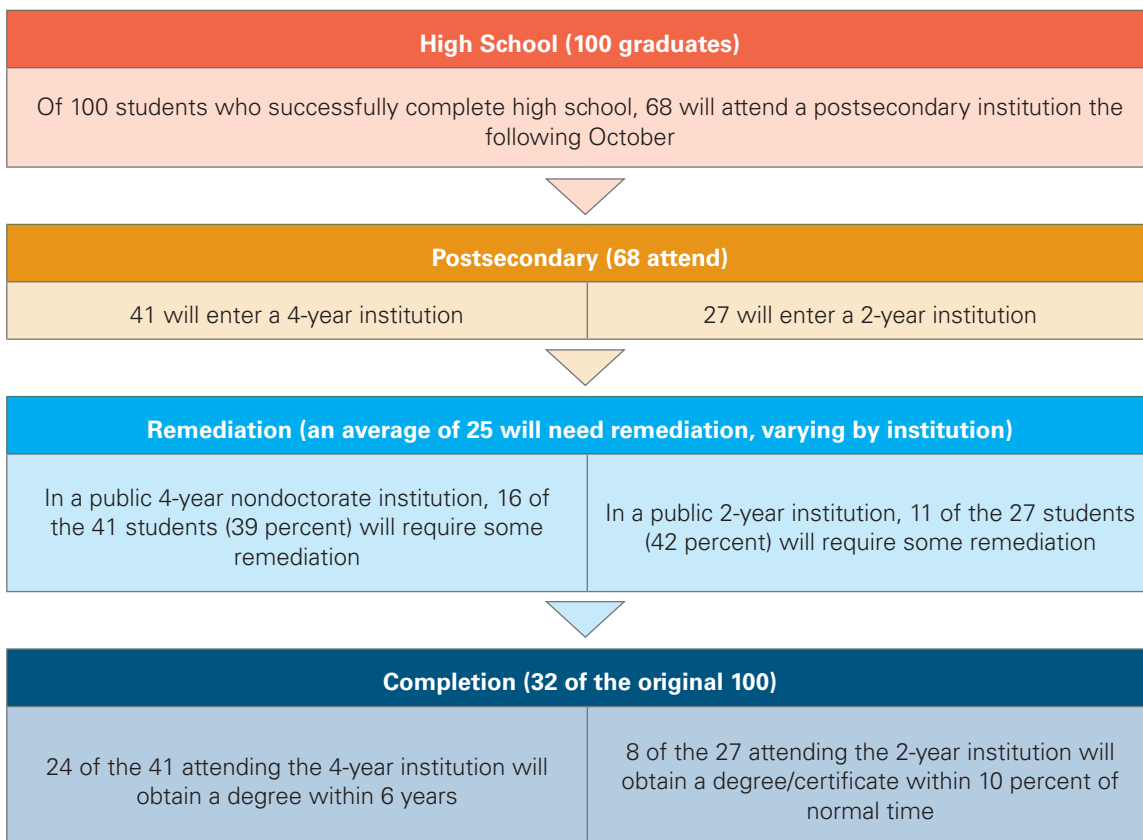 High School (100 graduates)
Of 100 students who successfully complete high school, 68 will attend a postsecondary institution the
following October
Postsecondary (68 attend)
41 will enter a 4-year institution
27 will enter a 2-year institution
Remediation (an average of 25 will need remediation, varying by institution)
In a public 4-year nondoctorate institution, 16 of
the 41 students (39 percent) will require some
remediation
In a public 2-year institution, 11 of the 27 students
(42 percent) will require some remediation
Completion (32 of the original 100)
24 of the 41 attending the 4-year institution will
obtain a degree within 6 years
8 of the 27 attending the 2-year institution will
obtain a degree/certificate within 10 percent of
normal time